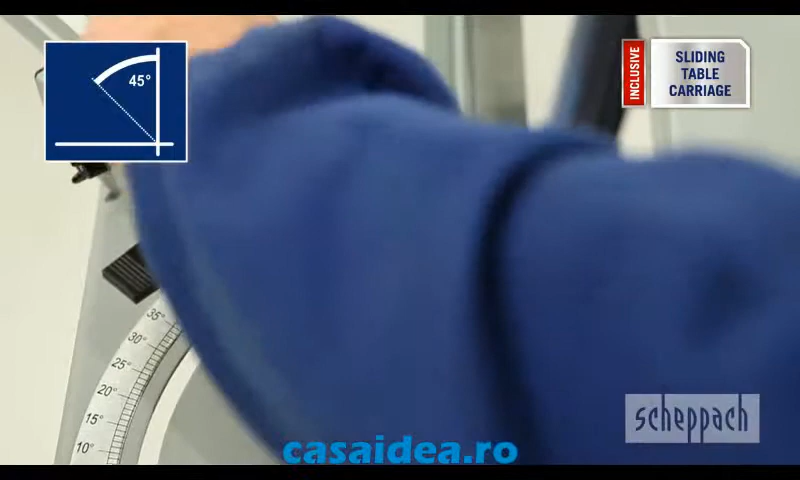 45°
INCLUSIVE
SLIDING
TABLE
CARRIAGE
35°
30°
25°
20°
15°
10°
scheppach
casaidea.ro